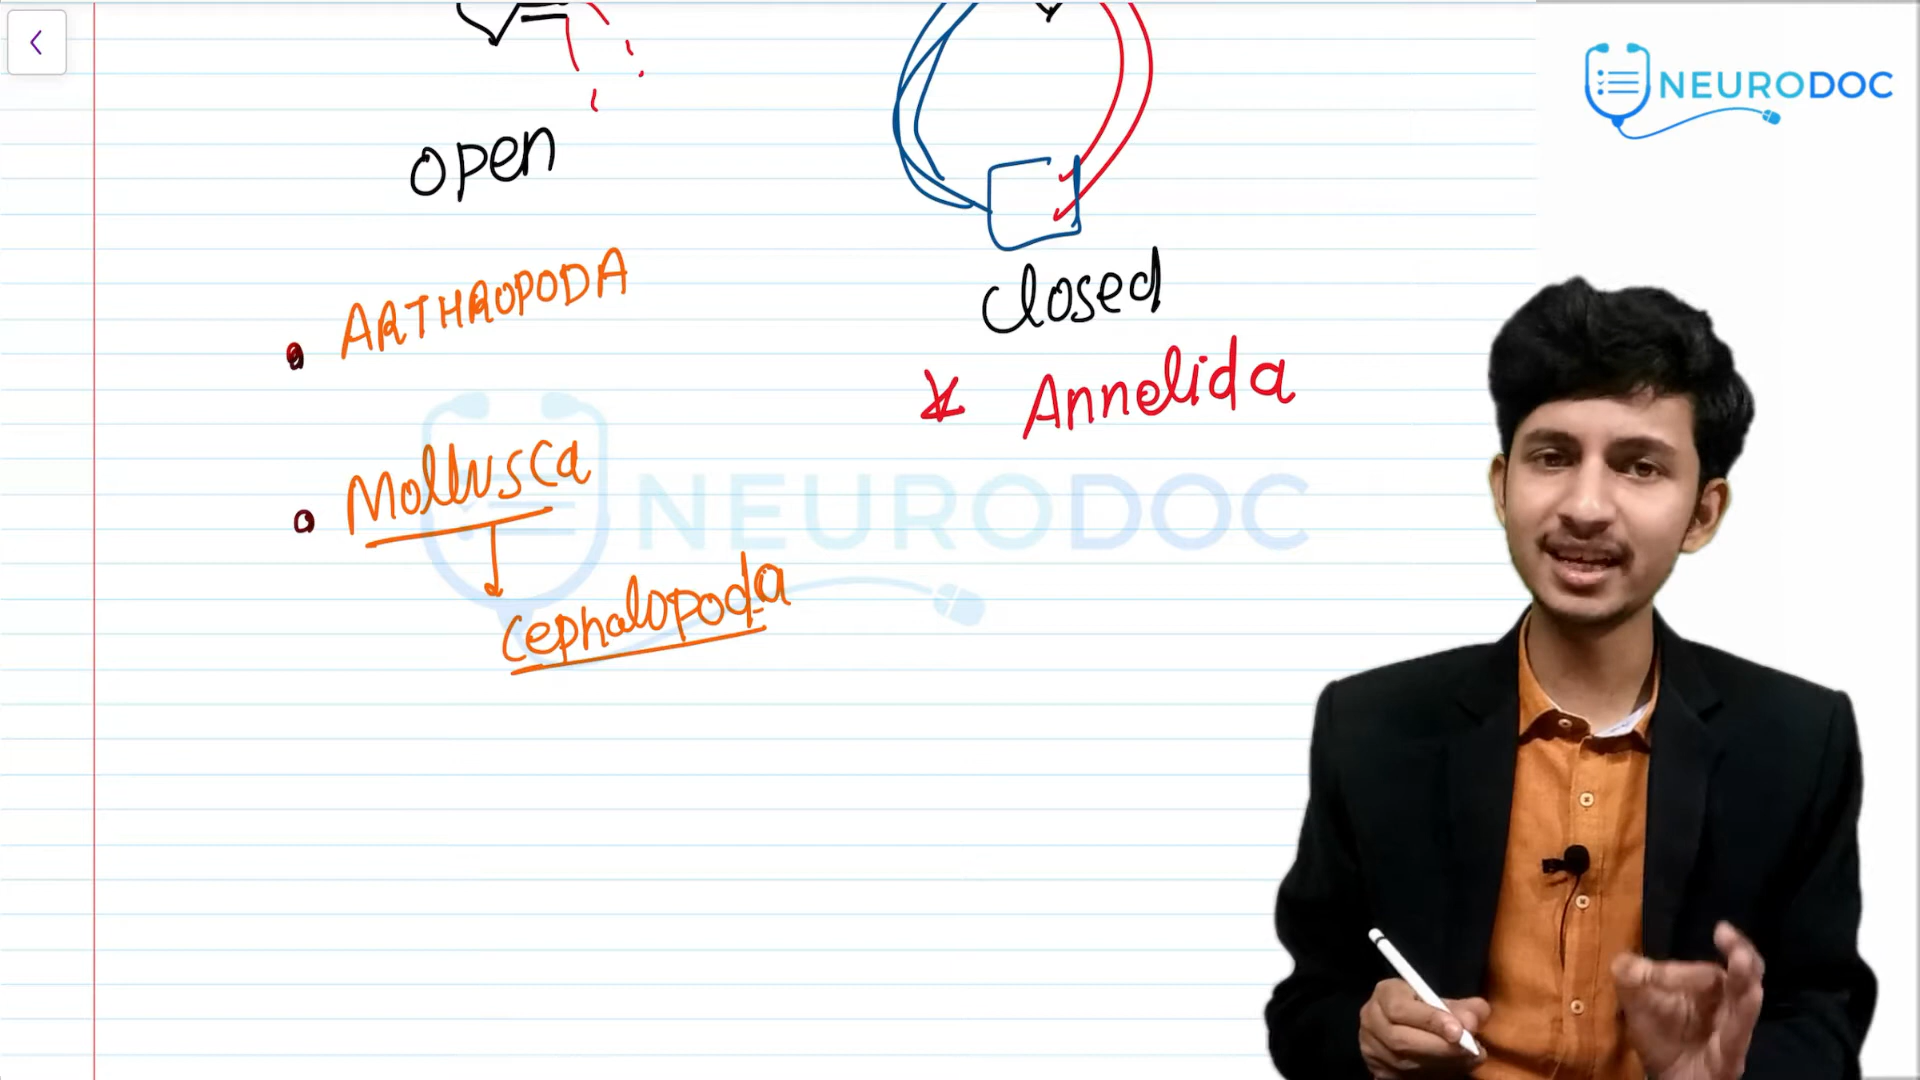 NEURODOC
open
closed
ARTHROPODA
Annelida
Mollusca
NEURODOC
cephalopoda